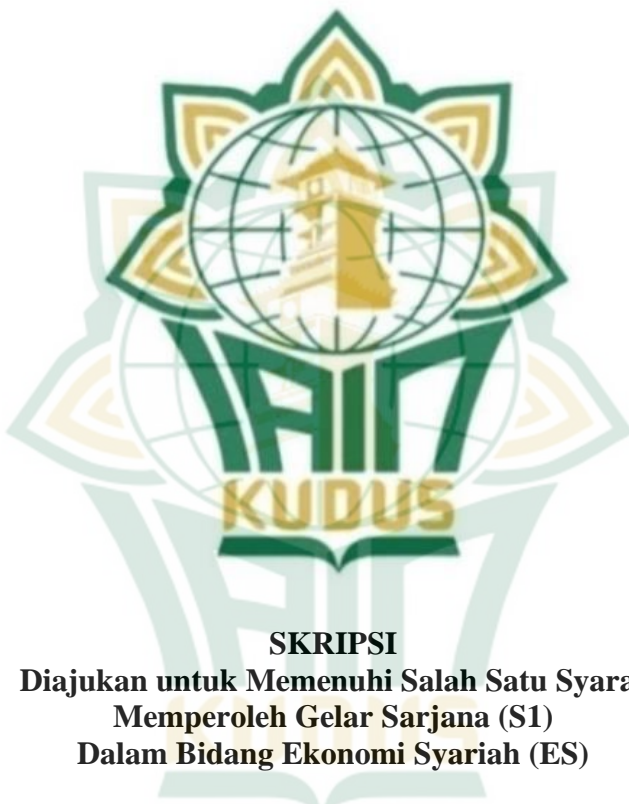 IAIN
KUDUS
SKRIPSI
Diajukan untuk Memenuhi Salah Satu Syara
Memperoleh Gelar Sarjana (S1)
Dalam Bidang Ekonomi Syariah (ES)